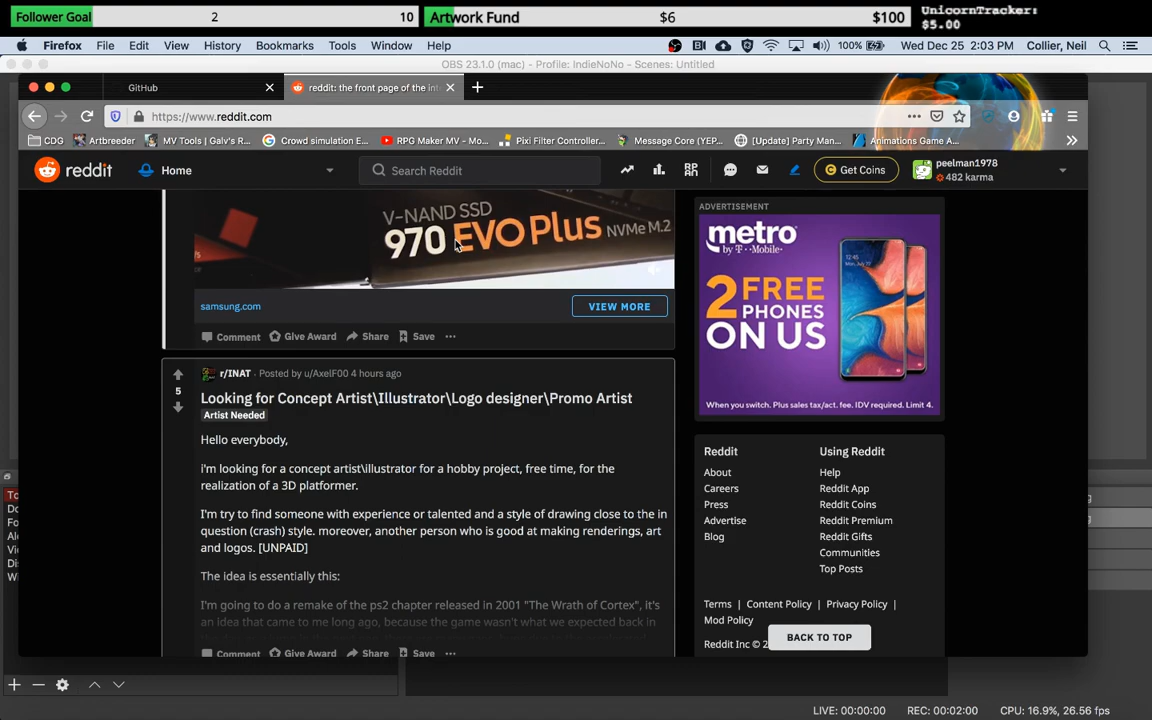 Follower Goal 2 10 Artwork Fund $6 $100 UnicornTracker:
$5.00
Firefox File Edit View History Bookmarks Tools Window Help 100% Wed Dec 25 2:03 PM Collier, Neil
OBS 23.1.0 (mac) - Profile: IndieNoNo - Scenes: Untitled
GitHub reddit: the front page of the int
https://www.reddit.com
CDG Artbreeder MV Tools | Galv's R... Crowd simulation E... RPG Maker MV - Mo... Pixi Filter Controller... Message Core (YEP... [Update] Party Man... Animations Game A...
reddit Home Search Reddit Get Coins peelman1978
482 karma
V-NAND SSD
970 EVO Plus NVMe M.2
samsung.com VIEW MORE
Comment Give Award Share Save
r/INAT Posted by u/AxelF00 4 hours ago
5
Looking for Concept Artist\Illustrator\Logo designer\Promo Artist
Artist Needed
Hello everybody,
i'm looking for a concept artist\illustrator for a hobby project, free time, for the
realization of a 3D platformer.
I'm try to find someone with experience or talented and a style of drawing close to the in
question (crash) style. moreover, another person who is good at making renderings, art
and logos. [UNPAID]
The idea is essentially this:
I'm going to do a remake of the ps2 chapter released in 2001 "The Wrath of Cortex", it's
an idea that came to me long ago, because the game wasn't what we expected back in
Comment Give Award Share Save
ADVERTISEMENT
metro
by T-Mobile
2 FREE
PHONES
ON US
When you switch. Plus sales tax/act. fee. IDV required. Limit 4.
Reddit Using Reddit
About Help
Careers Reddit App
Press Reddit Coins
Advertise Reddit Premium
Blog Reddit Gifts
Communities
Top Posts
Terms | Content Policy | Privacy Policy |
Mod Policy
BACK TO TOP
Reddit Inc © 2
To
Do
Fo
Ale
Vi
Dis
Wi
LIVE: 00:00:00 REC: 00:02:00 CPU: 16.9%, 26.56 fps